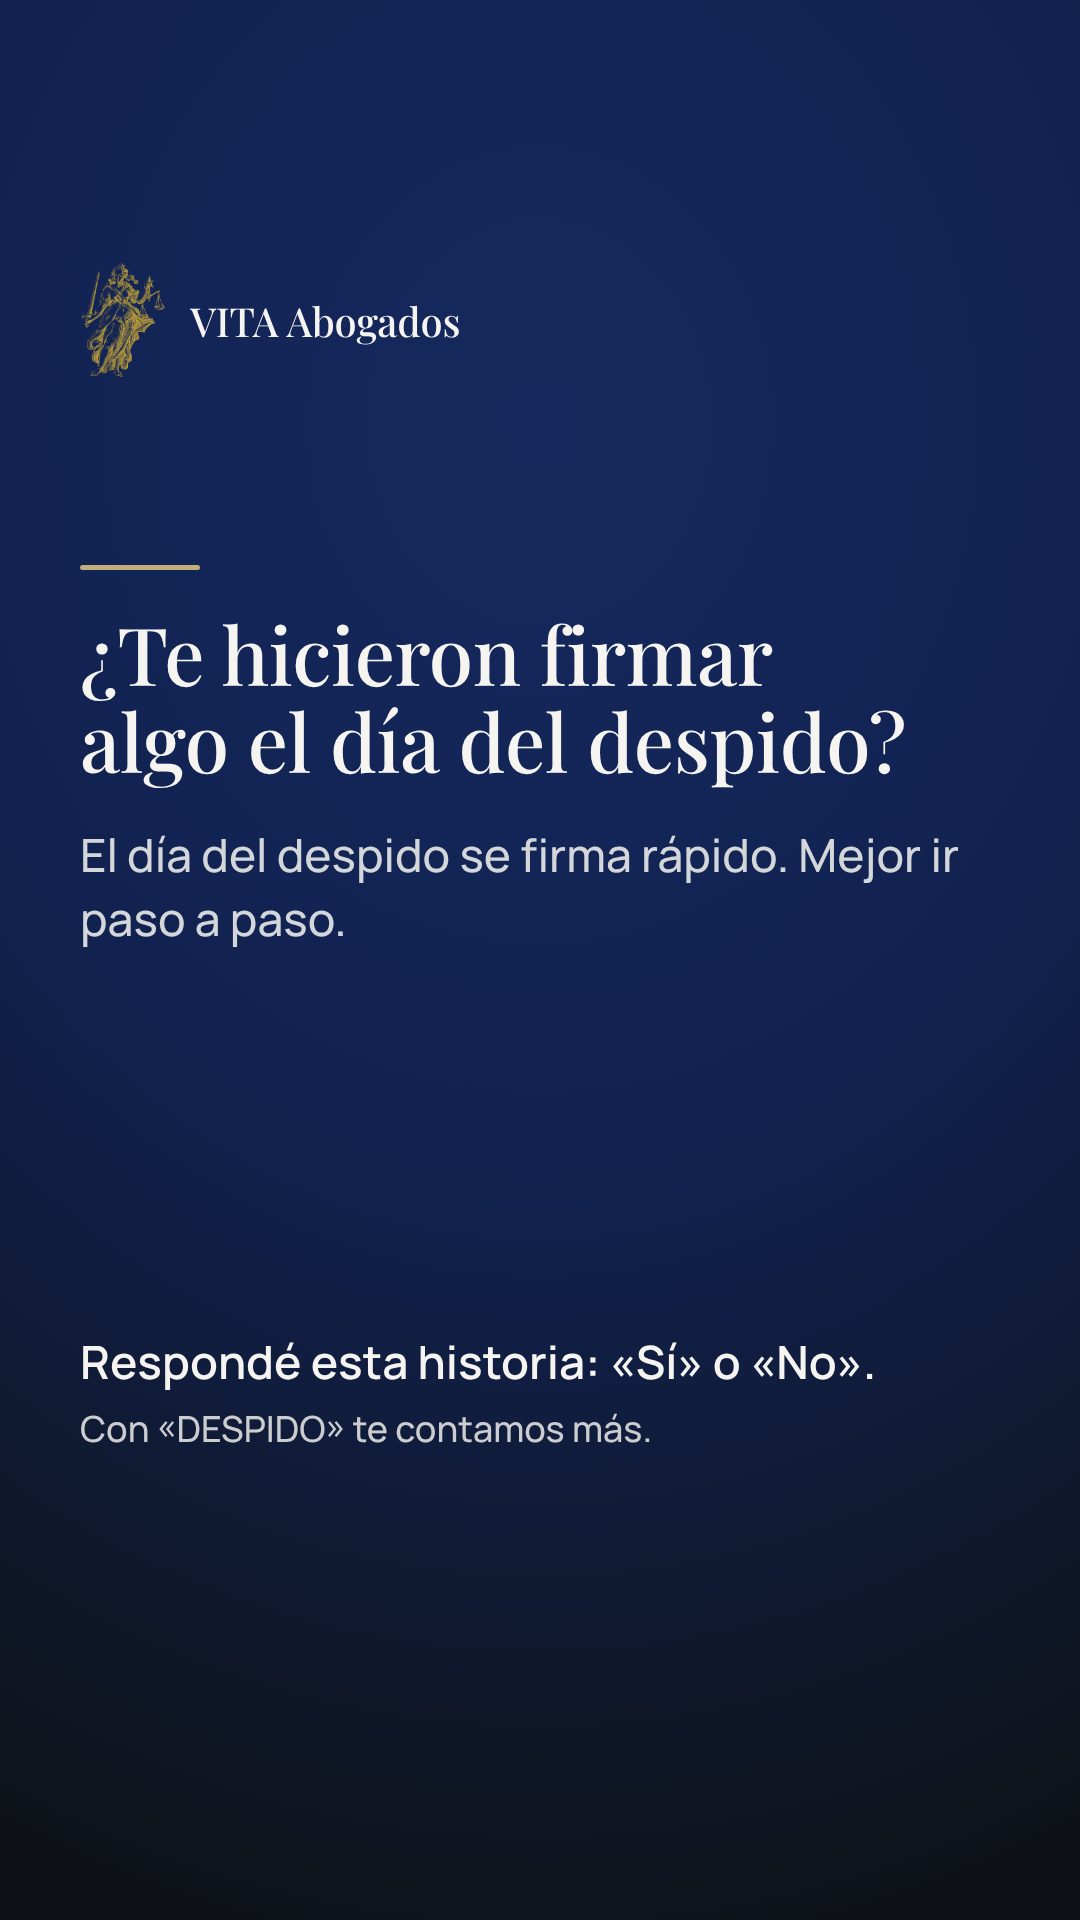 VITA Abogados
¿Te hicieron firmar
algo el día del despido?
El día del despido se firma rápido. Mejor ir
paso a paso.
Respondé esta historia: «Sí» o «No».
Con «DESPIDO» te contamos más.